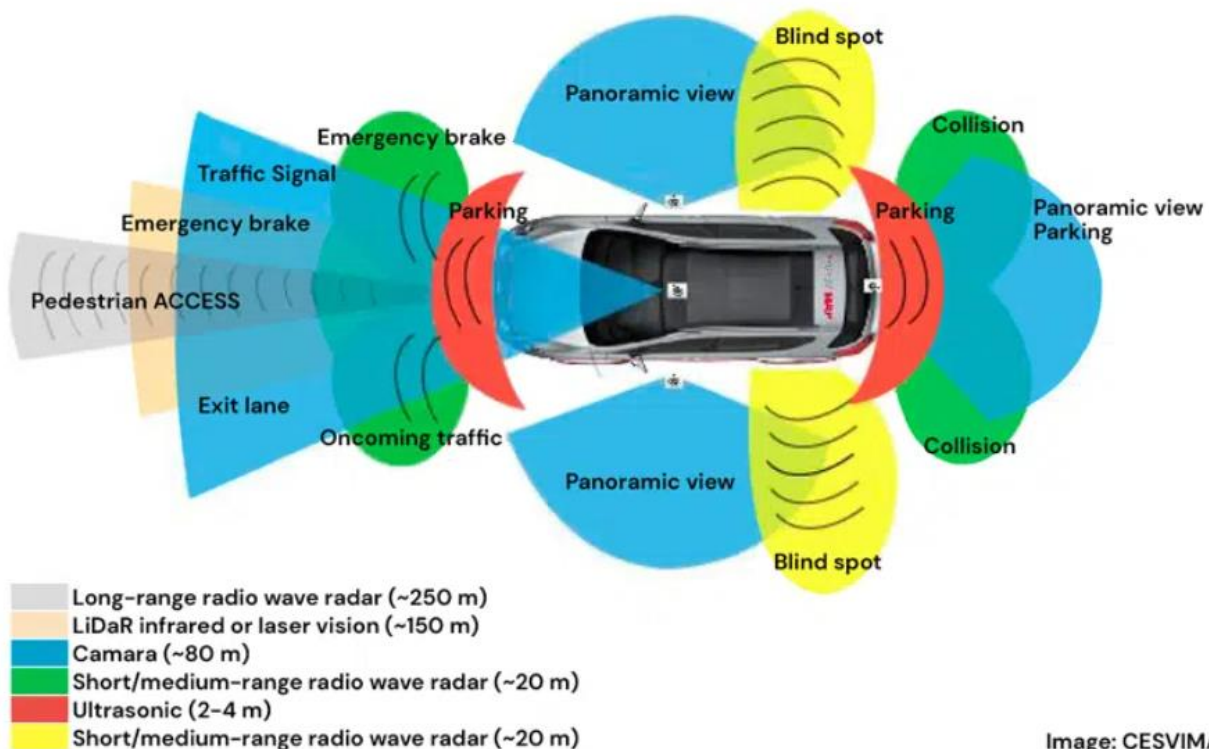 Blind spot
Panoramic view
Collision
Emergency brake
Traffic Signal
Parking
Parking
Panoramic view
Parking
Emergency brake
Pedestrian ACCESS
Exit lane
Oncoming traffic
Collision
Panoramic view
Blind spot
Long-range radio wave radar (~250 m)
LiDaR infrared or laser vision (~150 m)
Camara (~80 m)
Short/medium-range radio wave radar (~20 m)
Ultrasonic (2-4 m)
Short/medium-range radio wave radar (~20 m)
Image: CESVIM/